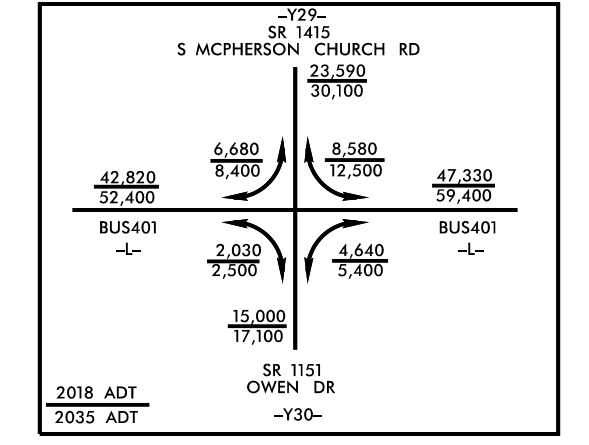 –Y29–
SR 1415
S MCPHERSON CHURCH RD
23,590
30,100
6,680
8,400
8,580
12,500
42,820
52,400
47,330
59,400
BUS401
–L–
BUS401
–L–
2,030
2,500
4,640
5,400
15,000
17,100
SR 1151
OWEN DR
–Y30–
2018 ADT
2035 ADT